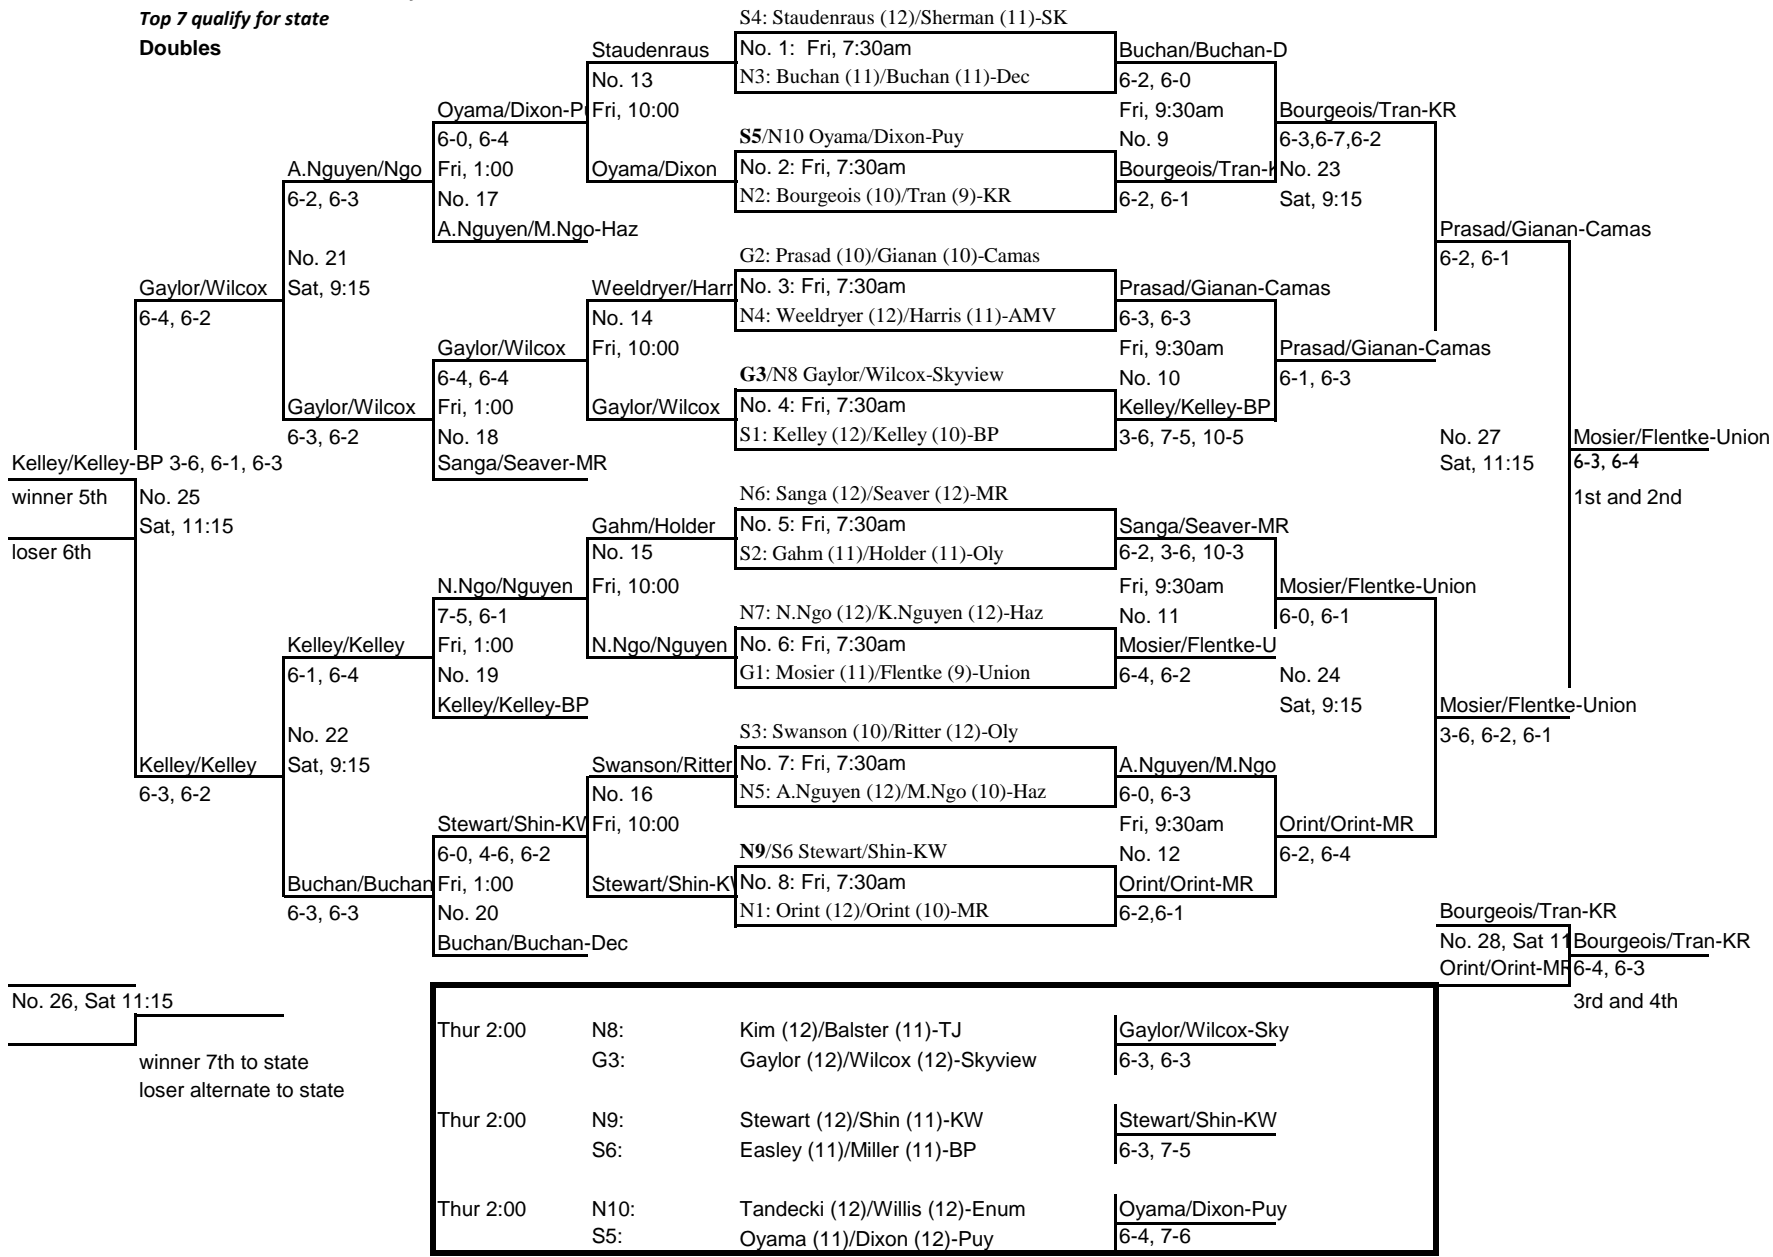 Top 7 qualify for state
Doubles
S4: Staudenraus (12)/Sherman (11)-SK
Staudenraus
No. 1: Fri, 7:30am
Buchan/Buchan-D
No. 13
N3: Buchan (11)/Buchan (11)-Dec
6-2, 6-0
Oyama/Dixon-P
Fri, 10:00
Fri, 9:30am
Bourgeois/Tran-KR
6-0, 6-4
S5/N10 Oyama/Dixon-Puy
No. 9
6-3,6-7,6-2
A.Nguyen/Ngo
Fri, 1:00
Oyama/Dixon
No. 2: Fri, 7:30am
Bourgeois/Tran-K
No. 23
6-2, 6-3
No. 17
N2: Bourgeois (10)/Tran (9)-KR
6-2, 6-1
Sat, 9:15
A.Nguyen/M.Ngo-Haz
Prasad/Gianan-Camas
No. 21
G2: Prasad (10)/Gianan (10)-Camas
6-2, 6-1
Gaylor/Wilcox
Sat, 9:15
Weeldryer/Harr
No. 3: Fri, 7:30am
Prasad/Gianan-Camas
6-4, 6-2
No. 14
N4: Weeldryer (12)/Harris (11)-AMV
6-3, 6-3
Gaylor/Wilcox
Fri, 10:00
Fri, 9:30am
Prasad/Gianan-Camas
6-4, 6-4
G3/N8 Gaylor/Wilcox-Skyview
No. 10
6-1, 6-3
Gaylor/Wilcox
Fri, 1:00
Gaylor/Wilcox
No. 4: Fri, 7:30am
Kelley/Kelley-BP
6-3, 6-2
No. 18
S1: Kelley (12)/Kelley (10)-BP
3-6, 7-5, 10-5
No. 27
Mosier/Flentke-Union
Kelley/Kelley-BP 3-6, 6-1, 6-3
Sanga/Seaver-MR
Sat, 11:15
6-3, 6-4
winner 5th
No. 25
N6: Sanga (12)/Seaver (12)-MR
1st and 2nd
Sat, 11:15
Gahm/Holder
No. 5: Fri, 7:30am
Sanga/Seaver-MR
loser 6th
No. 15
S2: Gahm (11)/Holder (11)-Oly
6-2, 3-6, 10-3
N.Ngo/Nguyen
Fri, 10:00
Fri, 9:30am
Mosier/Flentke-Union
7-5, 6-1
N7: N.Ngo (12)/K.Nguyen (12)-Haz
No. 11
6-0, 6-1
Kelley/Kelley
Fri, 1:00
N.Ngo/Nguyen
No. 6: Fri, 7:30am
Mosier/Flentke-U
6-1, 6-4
No. 19
G1: Mosier (11)/Flentke (9)-Union
6-4, 6-2
No. 24
Kelley/Kelley-BP
Sat, 9:15
Mosier/Flentke-Union
No. 22
S3: Swanson (10)/Ritter (12)-Oly
3-6, 6-2, 6-1
Kelley/Kelley
Sat, 9:15
Swanson/Ritter
No. 7: Fri, 7:30am
A.Nguyen/M.Ngo
6-3, 6-2
No. 16
N5: A.Nguyen (12)/M.Ngo (10)-Haz
6-0, 6-3
Stewart/Shin-KW
Fri, 10:00
Fri, 9:30am
Orint/Orint-MR
6-0, 4-6, 6-2
N9/S6 Stewart/Shin-KW
No. 12
6-2, 6-4
Buchan/Buchan
Fri, 1:00
Stewart/Shin-KW
No. 8: Fri, 7:30am
Orint/Orint-MR
6-3, 6-3
No. 20
N1: Orint (12)/Orint (10)-MR
6-2,6-1
Bourgeois/Tran-KR
Buchan/Buchan-Dec
No. 28, Sat 11
Bourgeois/Tran-KR
Orint/Orint-MR
6-4, 6-3
No. 26, Sat 11:15
3rd and 4th
Thur 2:00 N8: Kim (12)/Balster (11)-TJ Gaylor/Wilcox-Sky
winner 7th to state
G3: Gaylor (12)/Wilcox (12)-Skyview 6-3, 6-3
loser alternate to state
Thur 2:00 N9: Stewart (12)/Shin (11)-KW Stewart/Shin-KW
S6: Easley (11)/Miller (11)-BP 6-3, 7-5
Thur 2:00 N10: Tandecki (12)/Willis (12)-Enum Oyama/Dixon-Puy
S5: Oyama (11)/Dixon (12)-Puy 6-4, 7-6